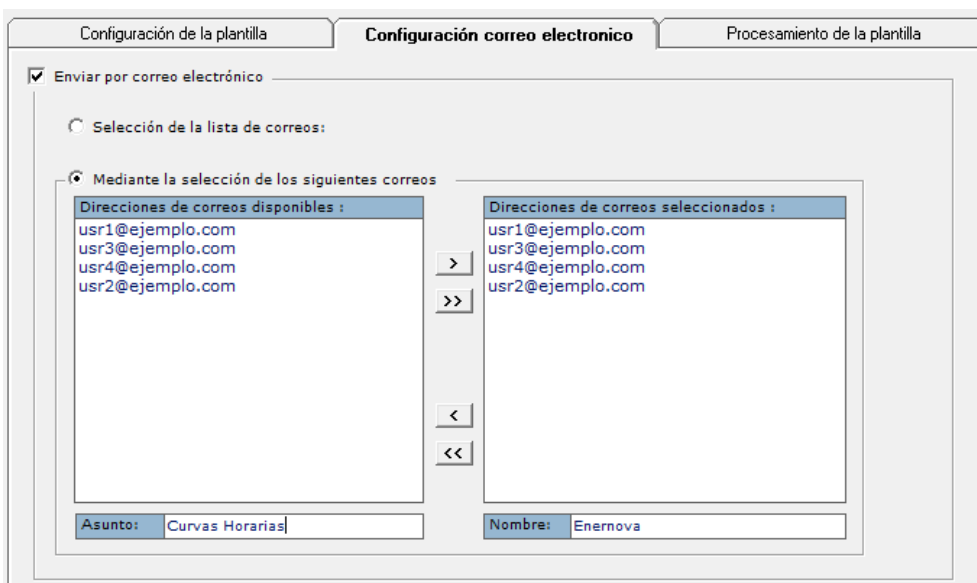 Configuración de la plantilla
Configuración correo electronico
Procesamiento de la plantilla
Enviar por correo electrónico
Selección de la lista de correos:
Mediante la selección de los siguientes correos
Direcciones de correos disponibles :
usr1@ejemplo.com
usr3@ejemplo.com
usr4@ejemplo.com
usr2@ejemplo.com
>
>>
<
<<
Direcciones de correos seleccionados :
usr1@ejemplo.com
usr3@ejemplo.com
usr4@ejemplo.com
usr2@ejemplo.com
Asunto: Curvas Horarias
Nombre: Enernova